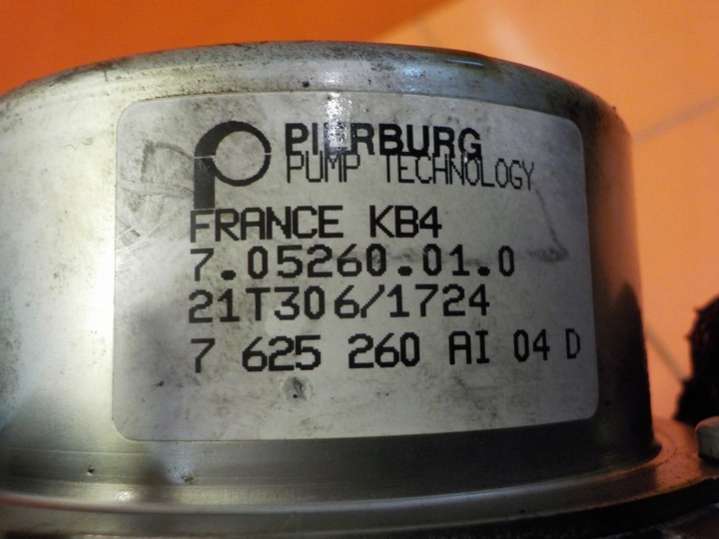 PIERBURG
PUMP TECHNOLOGY
FRANCE KB4
7.05260.01.0
21T306/1724
7 625 260 AI 04 D